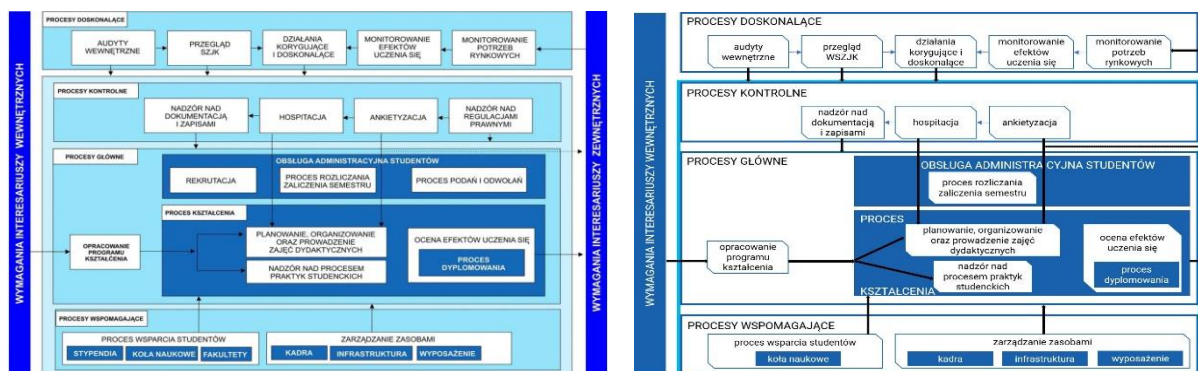 WYMAGANIA INTERESARIUSZY WEWNĘTRZNYCH
PROCESY DOSKONALĄCE
AUDYTY
WEWNĘTRZNE
PRZEGLĄD
SZJK
DZIAŁANIA
KORYGUJĄCE
I DOSKONALĄCE
MONITOROWANIE
EFEKTÓW
UCZENIA SIĘ
MONITOROWANIE
POTRZEB
RYNKOWYCH
PROCESY KONTROLNE
NADZÓR NAD
DOKUMENTACJĄ
I ZAPISAMI
HOSPITACJA
ANKIETYZACJA
NADZÓR NAD
REGULACJAMI
PRAWNYMI
PROCESY GŁÓWNE
OBSŁUGA ADMINISTRACYJNA STUDENTÓW
REKRUTACJA
PROCES ROZLICZANIA
ZALICZENIA SEMESTRU
PROCES PODAŃ I ODWOŁAŃ
PROCES KSZTAŁCENIA
OPRACOWANIE
PROGRAMU
KSZTAŁCENIA
PLANOWANIE, ORGANIZOWANIE
ORAZ PROWADZENIE
ZAJĘĆ DYDAKTYCZNYCH
NADZÓR NAD PROCESEM
PRAKTYK STUDENCKICH
OCENA EFEKTÓW UCZENIA SIĘ
PROCES
DYPLOMOWANIA
PROCESY WSPOMAGAJĄCE
PROCES WSPARCIA STUDENTÓW
STYPENDIA
KOŁA NAUKOWE
FAKULTETY
ZARZĄDZANIE ZASOBAMI
KADRA
INFRASTRUKTURA
WYPOSAŻENIE
WYMAGANIA INTERESARIUSZY ZEWNĘTRZNYCH
WYMAGANIA INTERESARIUSZY WEWNĘTRZNYCH
PROCESY DOSKONALĄCE
audyty
wewnętrzne
przegląd
WSZJK
działania
korygujące i
doskonalące
monitorowanie
efektów
uczenia się
monitorowanie
potrzeb
rynkowych
PROCESY KONTROLNE
nadzór nad
dokumentacją
i zapisami
hospitacja
ankietyzacja
PROCESY GŁÓWNE
OBSŁUGA ADMINISTRACYJNA STUDENTÓW
proces rozliczania
zaliczenia semestru
PROCES
opracowanie
programu
kształcenia
planowanie, organizowanie
oraz prowadzenie zajęć
dydaktycznych
nadzór nad
procesem praktyk
studenckich
KSZTAŁCENIA
ocena efektów
uczenia się
proces
dyplomowania
PROCESY WSPOMAGAJĄCE
proces wsparcia studentów
koła naukowe
zarządzanie zasobami
kadra
infrastruktura
wyposażenie